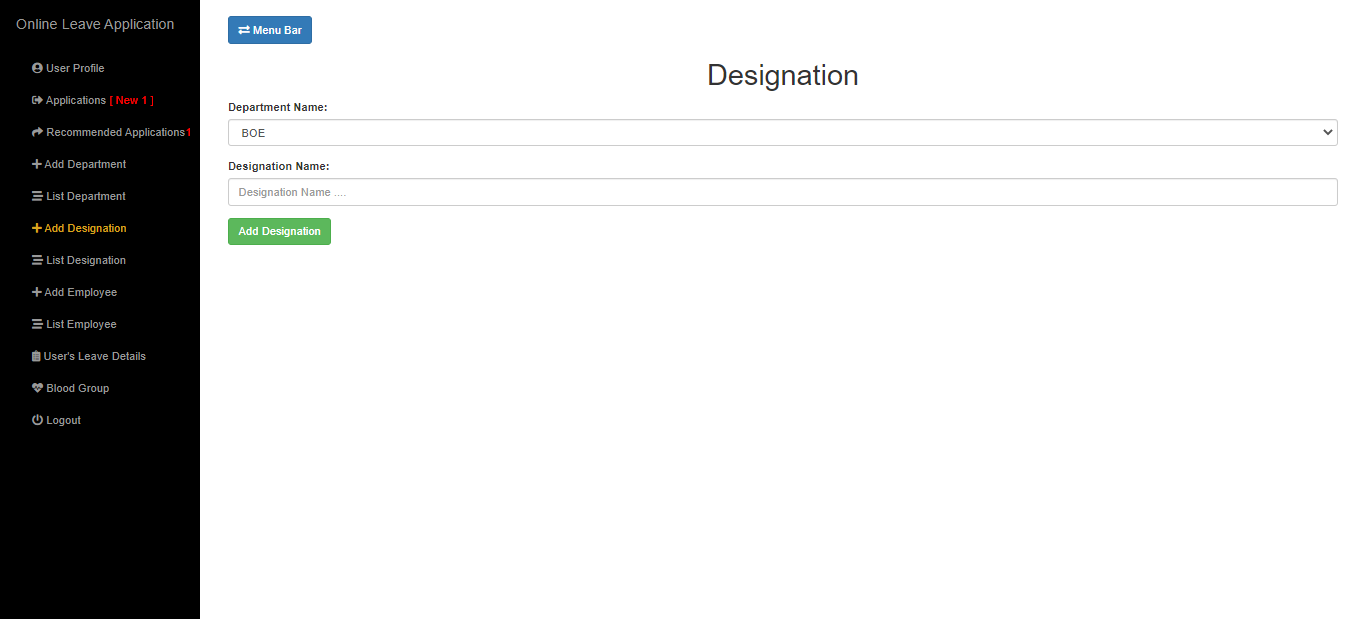 Online Leave Application
User Profile
Applications [ New 1 ]
Recommended Applications1
Add Department
List Department
Add Designation
List Designation
Add Employee
List Employee
User's Leave Details
Blood Group
Logout
Menu Bar
Designation
Department Name:
BOE
Designation Name:
Designation Name ....
Add Designation